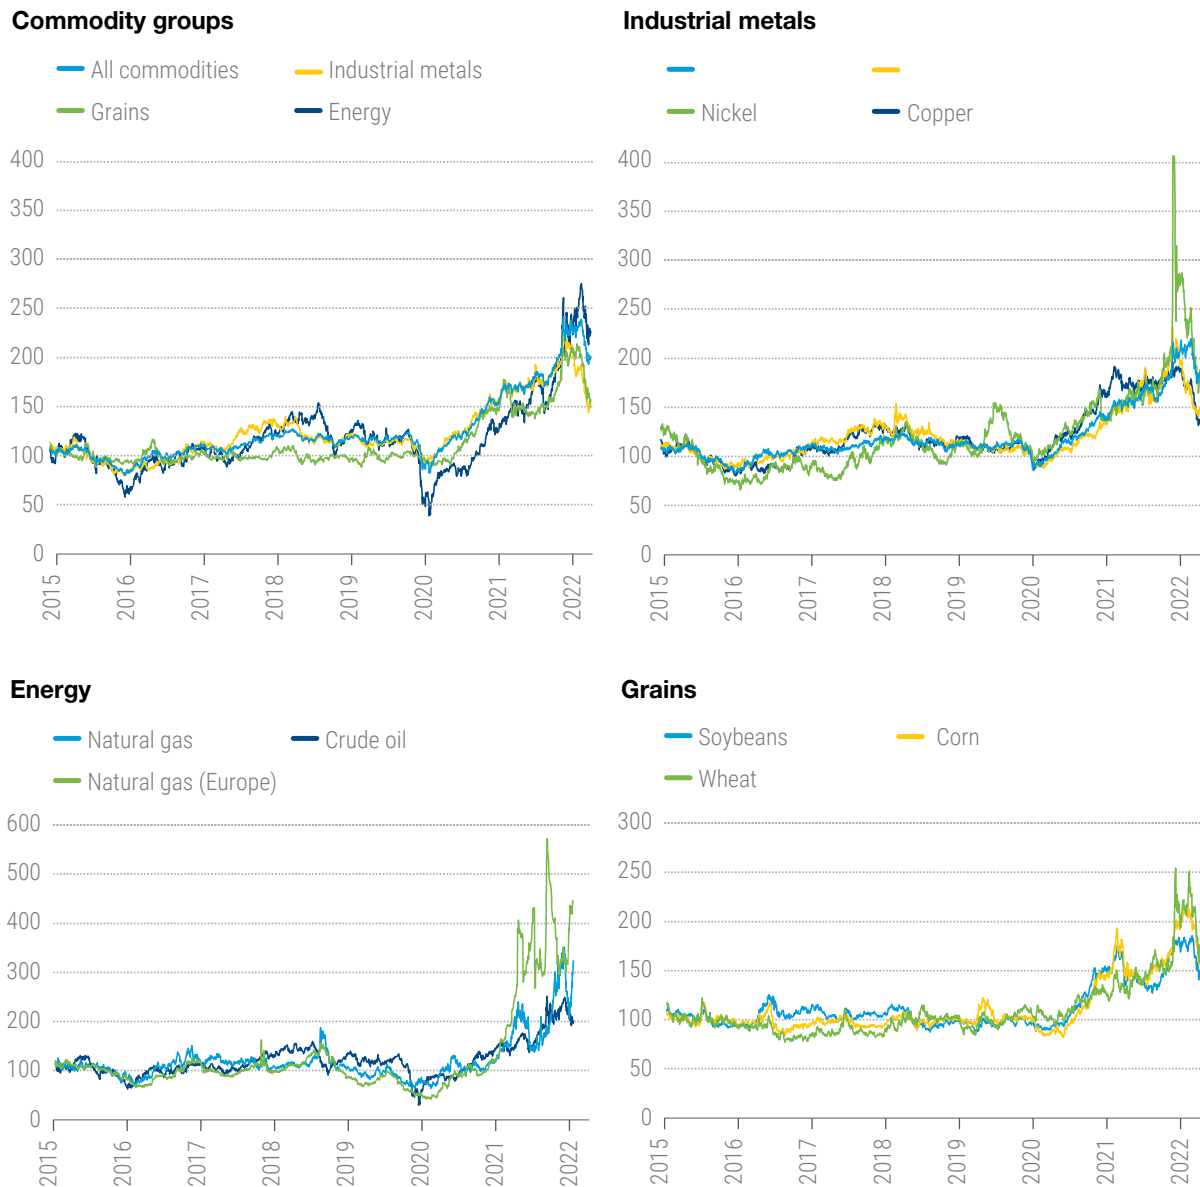 Commodity groups
All commodities Industrial metals
Grains Energy
400
350
300
250
200
150
100
50
0
2015 2016 2017 2018 2019 2020 2021 2022
Industrial metals
Nickel Copper
400
350
300
250
200
150
100
50
0
2015 2016 2017 2018 2019 2020 2021 2022
Energy
Natural gas Crude oil
Natural gas (Europe)
600
500
400
300
200
100
0
2015 2016 2017 2018 2019 2020 2021 2022
Grains
Soybeans Corn
Wheat
300
250
200
150
100
50
0
2015 2016 2017 2018 2019 2020 2021 2022